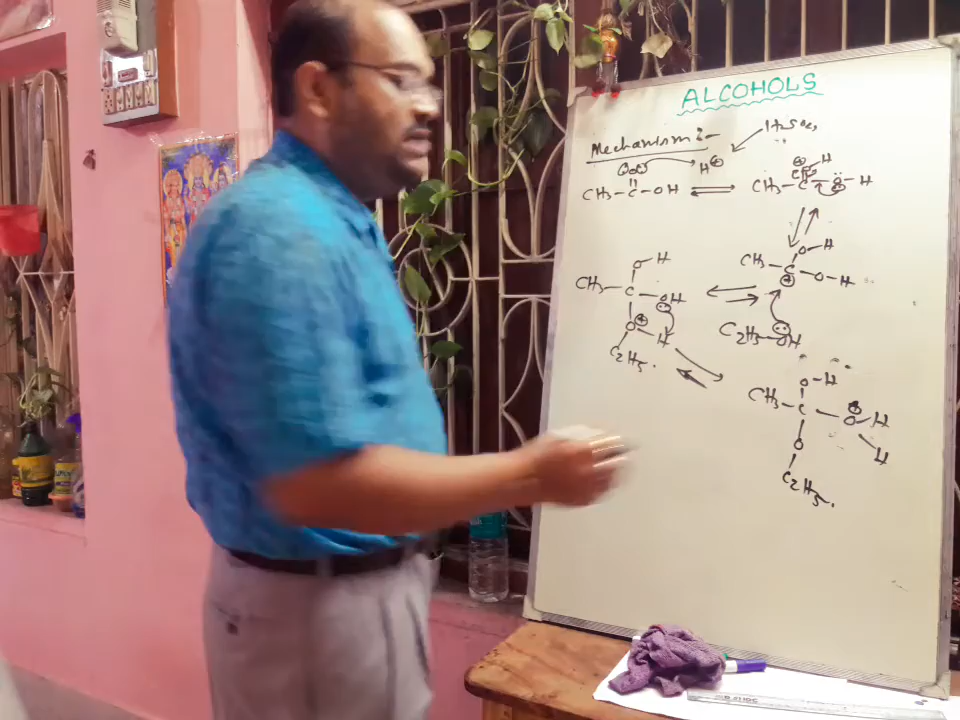 ALCOHOLS
Mechanism :-
H₂SO₄
H⊕
CH₃-C-OH ⇌ CH₃-C-O-H
O
O-H
O-H
CH₃-C-O-H
⊕
C₂H₅-OH
O-H
CH₃-C-OH
O⊕-H
C₂H₅.
O-H
CH₃-C-O⊕-H
H
O
C₂H₅.